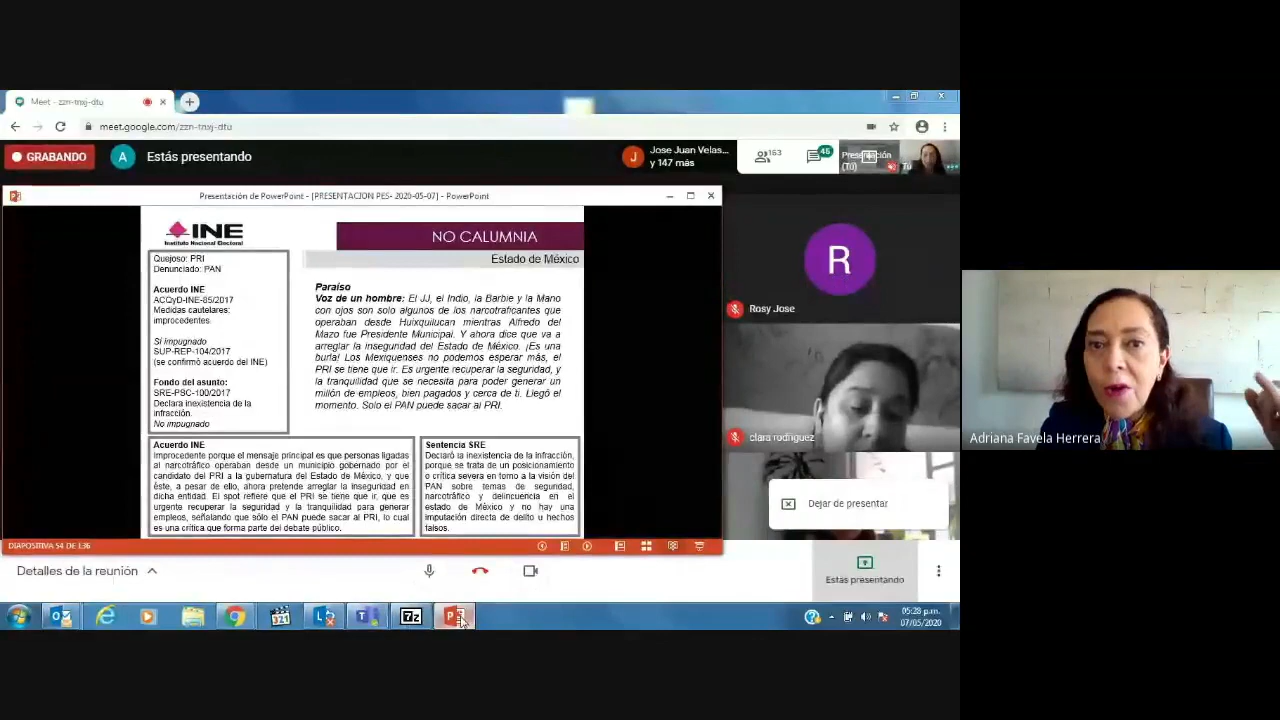 Meet - zzn-tnxj-dtu
meet.google.com/zzn-tnxj-dtu
GRABANDO
A
Estás presentando
J
Jose Juan Velas...
y 147 más
163
45
Presentación
(Tú)
Tú
Presentación de PowerPoint - [PRESENTACION PES- 2020-05-07] - PowerPoint
INE
Instituto Nacional Electoral
NO CALUMNIA
Estado de México
Quejoso: PRI
Denunciado: PAN
Acuerdo INE
ACQyD-INE-85/2017
Medidas cautelares:
improcedentes.
Sí impugnado
SUP-REP-104/2017
(se confirmó acuerdo del INE)
Fondo del asunto:
SRE-PSC-100/2017
Declara inexistencia de la
infracción.
No impugnado
Paraíso
Voz de un hombre: El JJ, el Indio, la Barbie y la Mano
con ojos son solo algunos de los narcotraficantes que
operaban desde Huixquilucan mientras Alfredo del
Mazo fue Presidente Municipal. Y ahora dice que va a
arreglar la inseguridad del Estado de México. ¡Es una
burla! Los Mexiquenses no podemos esperar más, el
PRI se tiene que ir. Es urgente recuperar la seguridad, y
la tranquilidad que se necesita para poder generar un
millón de empleos, bien pagados y cerca de ti. Llegó el
momento. Solo el PAN puede sacar al PRI.
Acuerdo INE
Improcedente porque el mensaje principal es que personas ligadas
al narcotráfico operaban desde un municipio gobernado por el
candidato del PRI a la gubernatura del Estado de México, y que
éste, a pesar de ello, ahora pretende arreglar la inseguridad en
dicha entidad. El spot refiere que el PRI se tiene que ir, que es
urgente recuperar la seguridad y la tranquilidad para generar
empleos, señalando que sólo el PAN puede sacar al PRI, lo cual
es una crítica que forma parte del debate público.
Sentencia SRE
Declaró la inexistencia de la infracción,
porque se trata de un posicionamiento
o crítica severa en torno a la visión del
PAN sobre temas de seguridad,
narcotráfico y delincuencia en el
estado de México y no hay una
imputación directa de delito u hechos
falsos.
DIAPOSITIVA 54 DE 136
R
Rosy Jose
clara rodriguez
Dejar de presentar
Adriana Favela Herrera
Detalles de la reunión
Estás presentando
321
7z
05:28 p.m.
07/05/2020